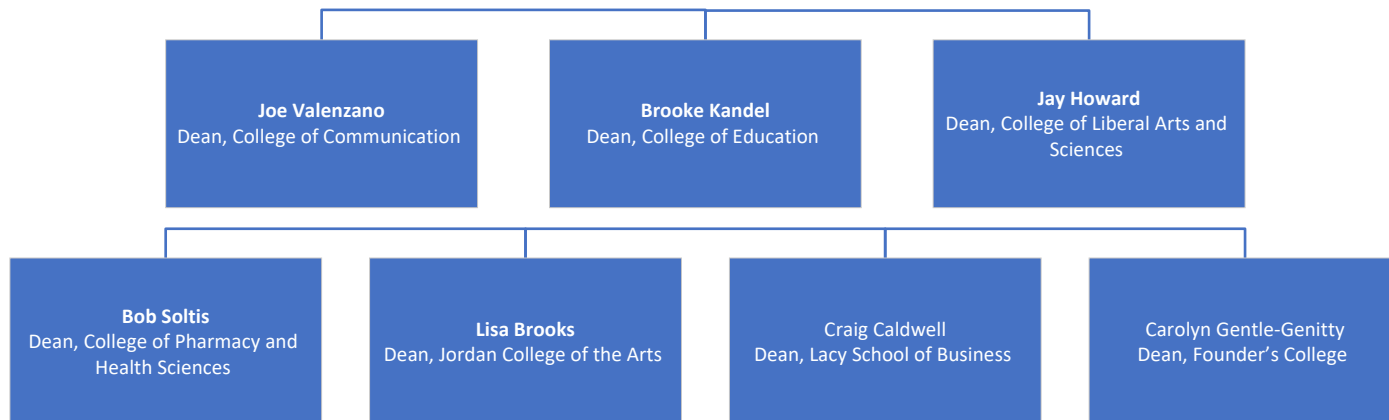 Joe Valenzano
Dean, College of Communication
Brooke Kandel
Dean, College of Education
Jay Howard
Dean, College of Liberal Arts and
Sciences
Bob Soltis
Dean, College of Pharmacy and
Health Sciences
Lisa Brooks
Dean, Jordan College of the Arts
Craig Caldwell
Dean, Lacy School of Business
Carolyn Gentle-Genitty
Dean, Founder’s College